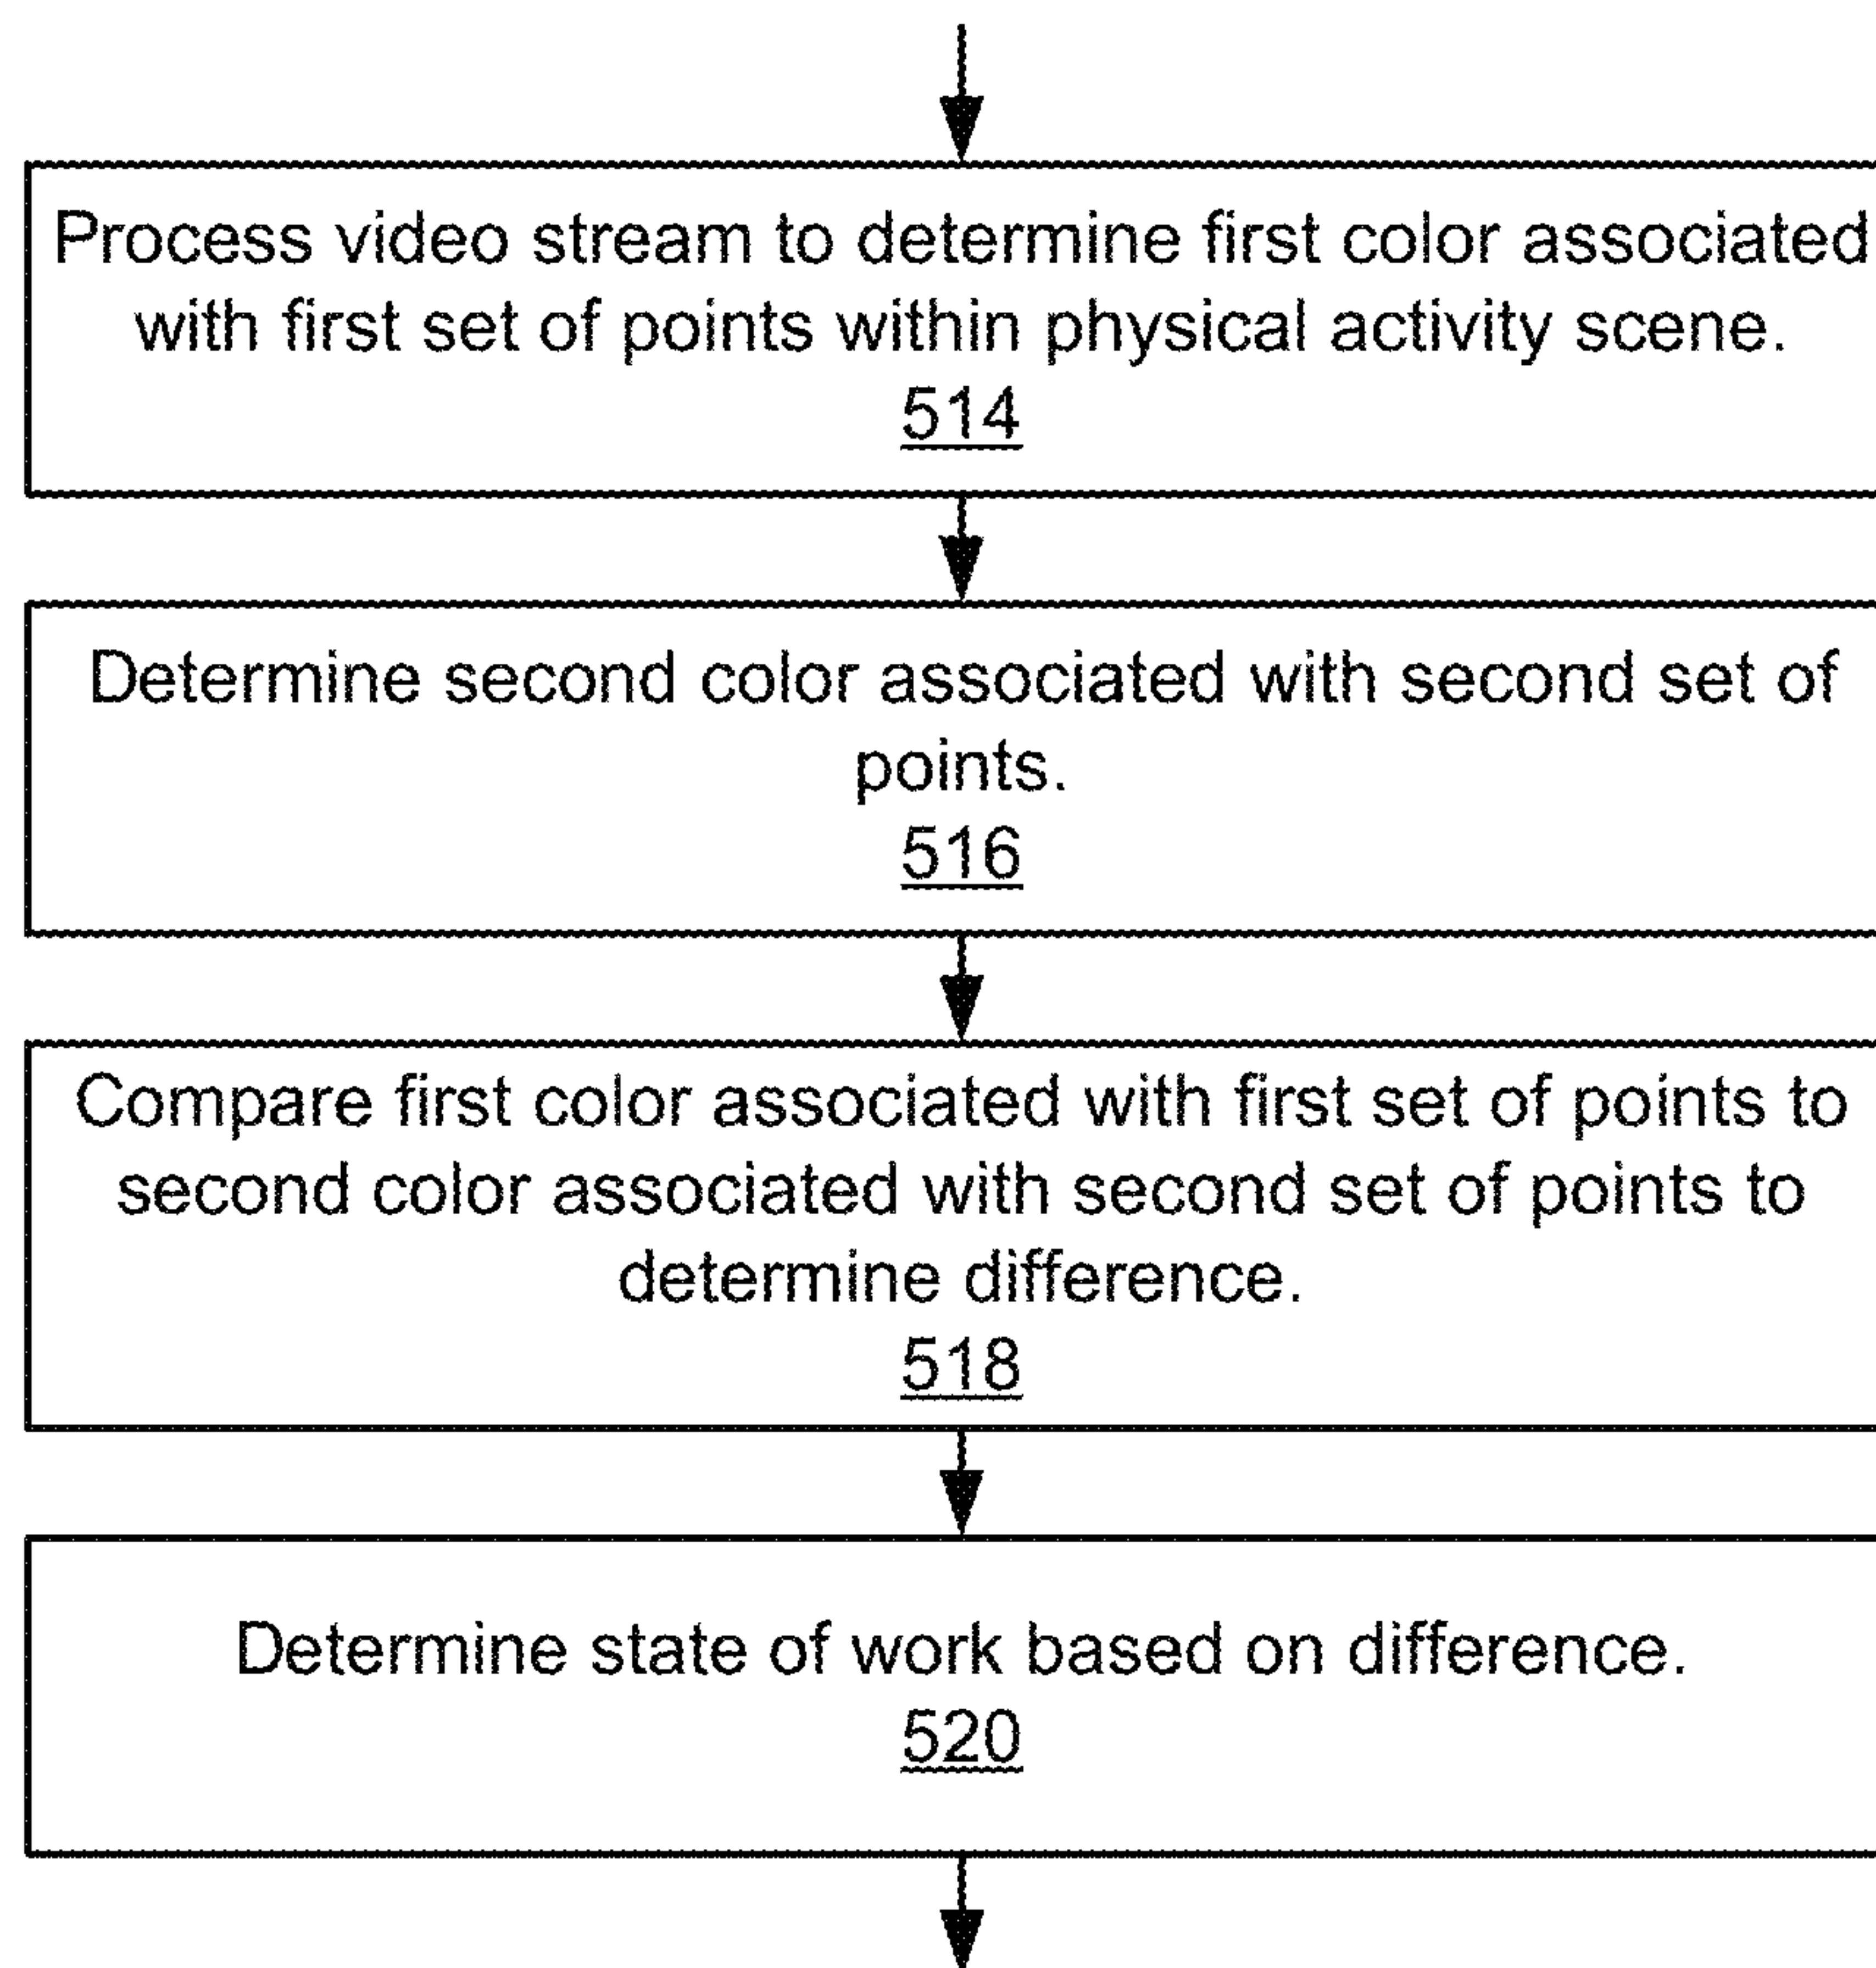 Process video stream to determine first color associated
with first set of points within physical activity scene.
514
Determine second color associated with second set of
points.
516
Compare first color associated with first set of points to
second color associated with second set of points to
determine difference.
518
Determine state of work based on difference.
520